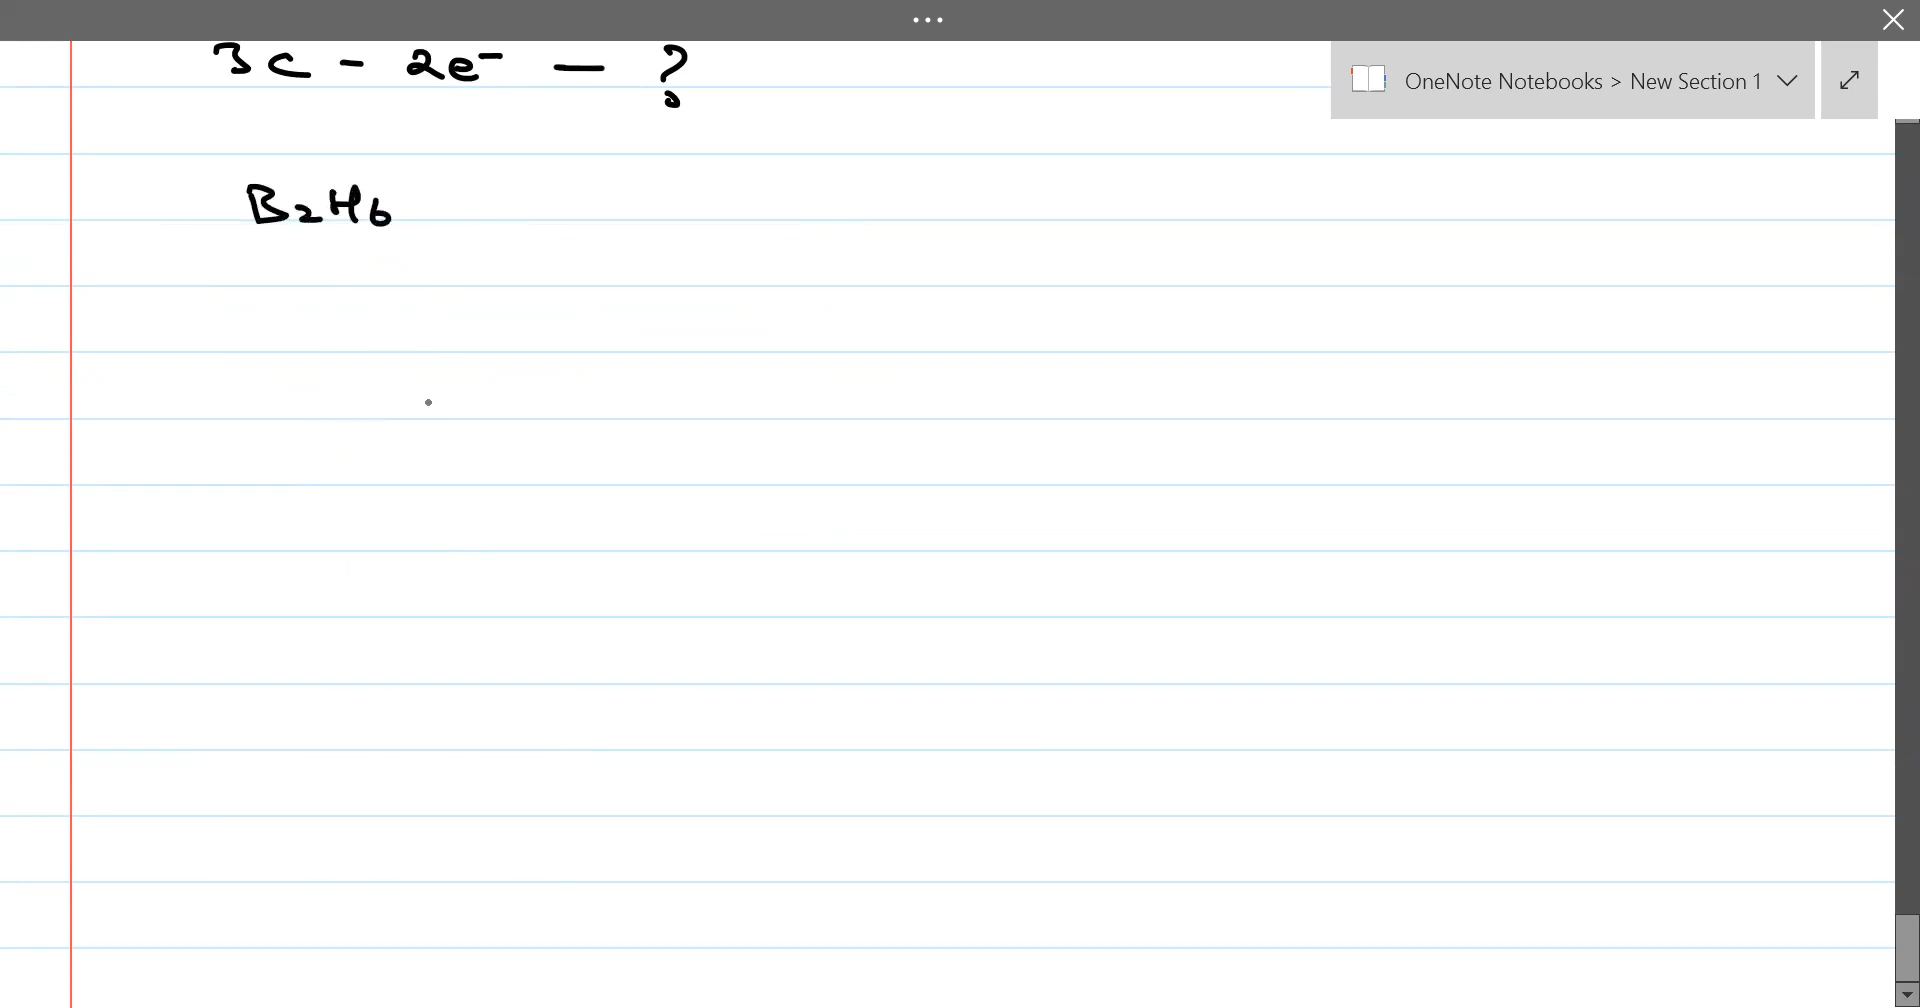 3c - 2e⁻ — ?
OneNote Notebooks > New Section 1
B₂H₆